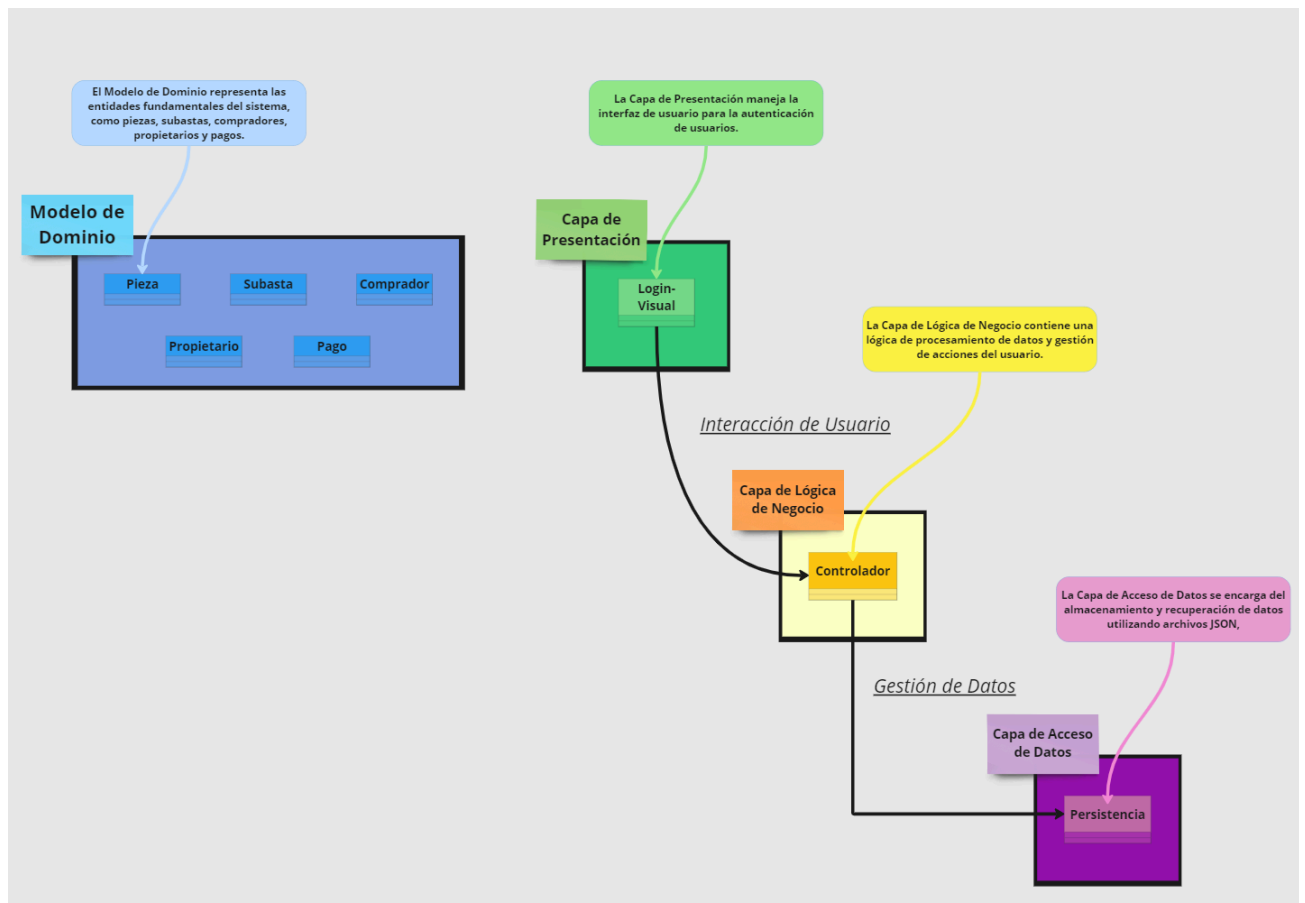 El Modelo de Dominio representa las
entidades fundamentales del sistema,
como piezas, subastas, compradores,
propietarios y pagos.
Modelo de
Dominio
Pieza
Subasta
Comprador
Propietario
Pago
La Capa de Presentación maneja la
interfaz de usuario para la autenticación
de usuarios.
Capa de
Presentación
Login-
Visual
Interacción de Usuario
La Capa de Lógica de Negocio contiene una
lógica de procesamiento de datos y gestión
de acciones del usuario.
Capa de Lógica
de Negocio
Controlador
Gestión de Datos
La Capa de Acceso de Datos se encarga del
almacenamiento y recuperación de datos
utilizando archivos JSON,
Capa de Acceso
de Datos
Persistencia